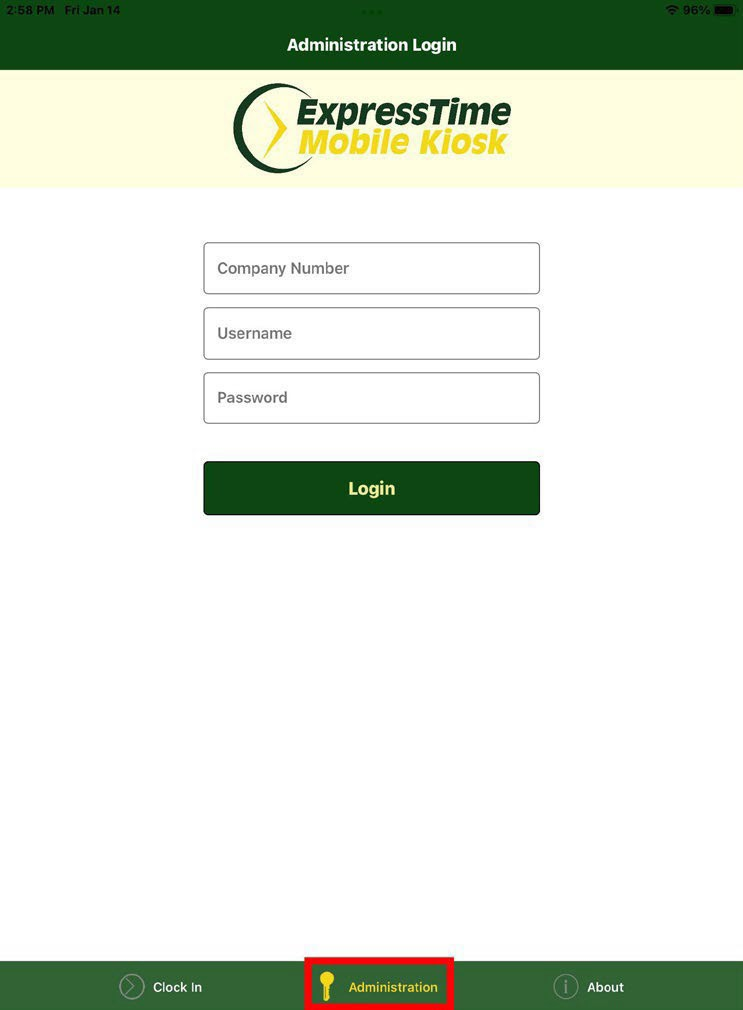 2:58 PM Fri Jan 14 96%
Administration Login
ExpressTime
Mobile Kiosk
Company Number
Username
Password
Login
Clock In Administration About